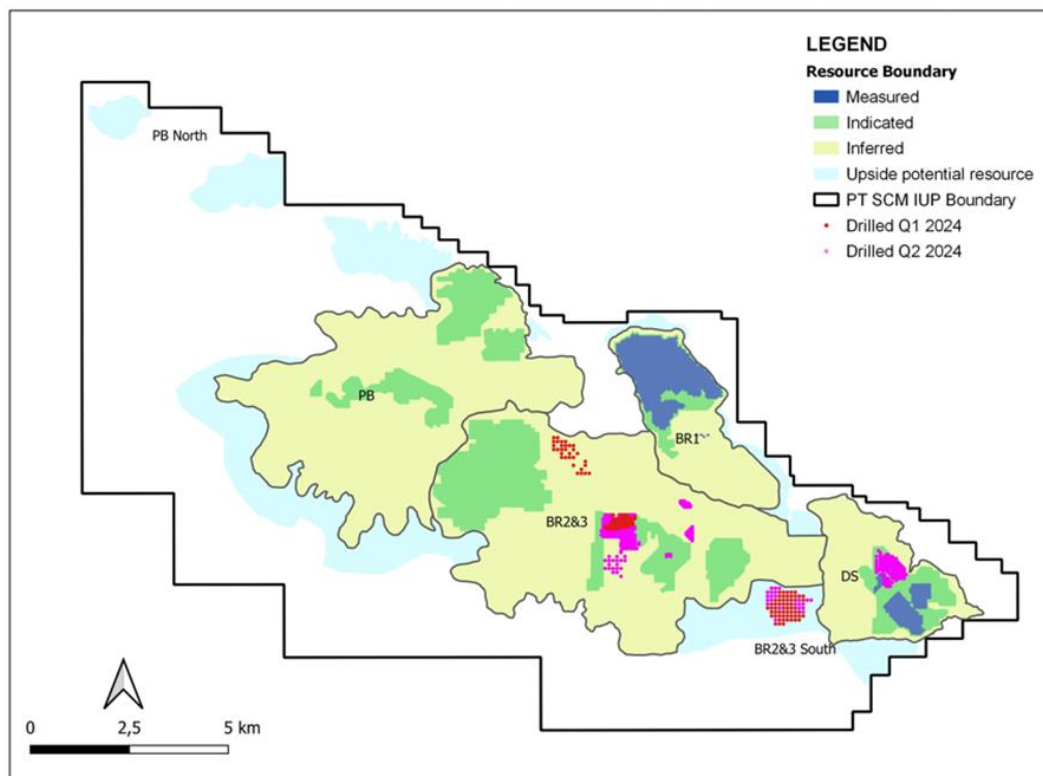 LEGEND
Resource Boundary
Measured
Indicated
Inferred
Upside potential resource
PT SCM IUP Boundary
Drilled Q1 2024
Drilled Q2 2024
PB North
PB
BR1
BR2&3
DS
BR2&3 South
0 2,5 5 km